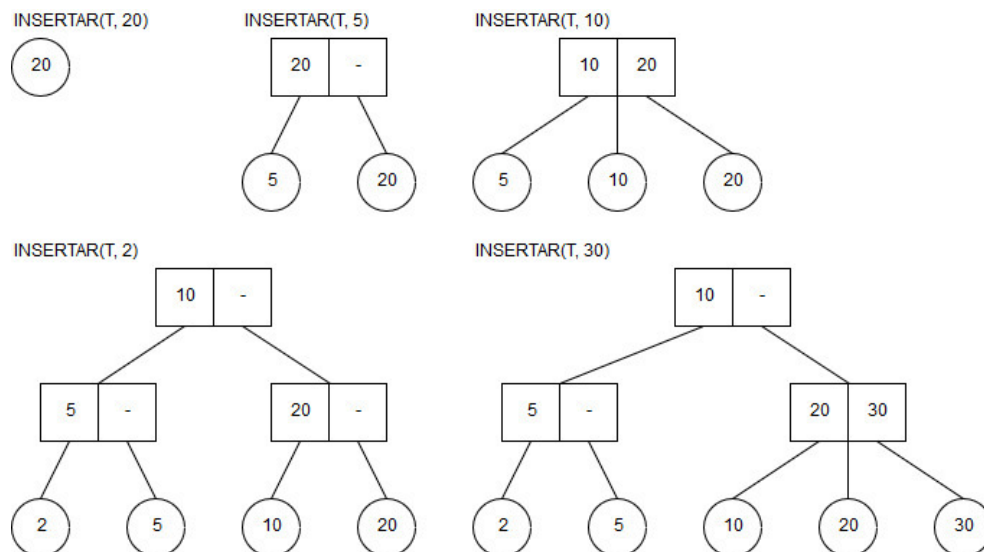 INSERTAR(T, 20)
INSERTAR(T, 5)
INSERTAR(T, 10)
20
20 -
10 20
5 20
5 10 20
INSERTAR(T, 2)
INSERTAR(T, 30)
10 -
10 -
5 - 20 -
5 - 20 30
2 5 10 20
2 5 10 20 30